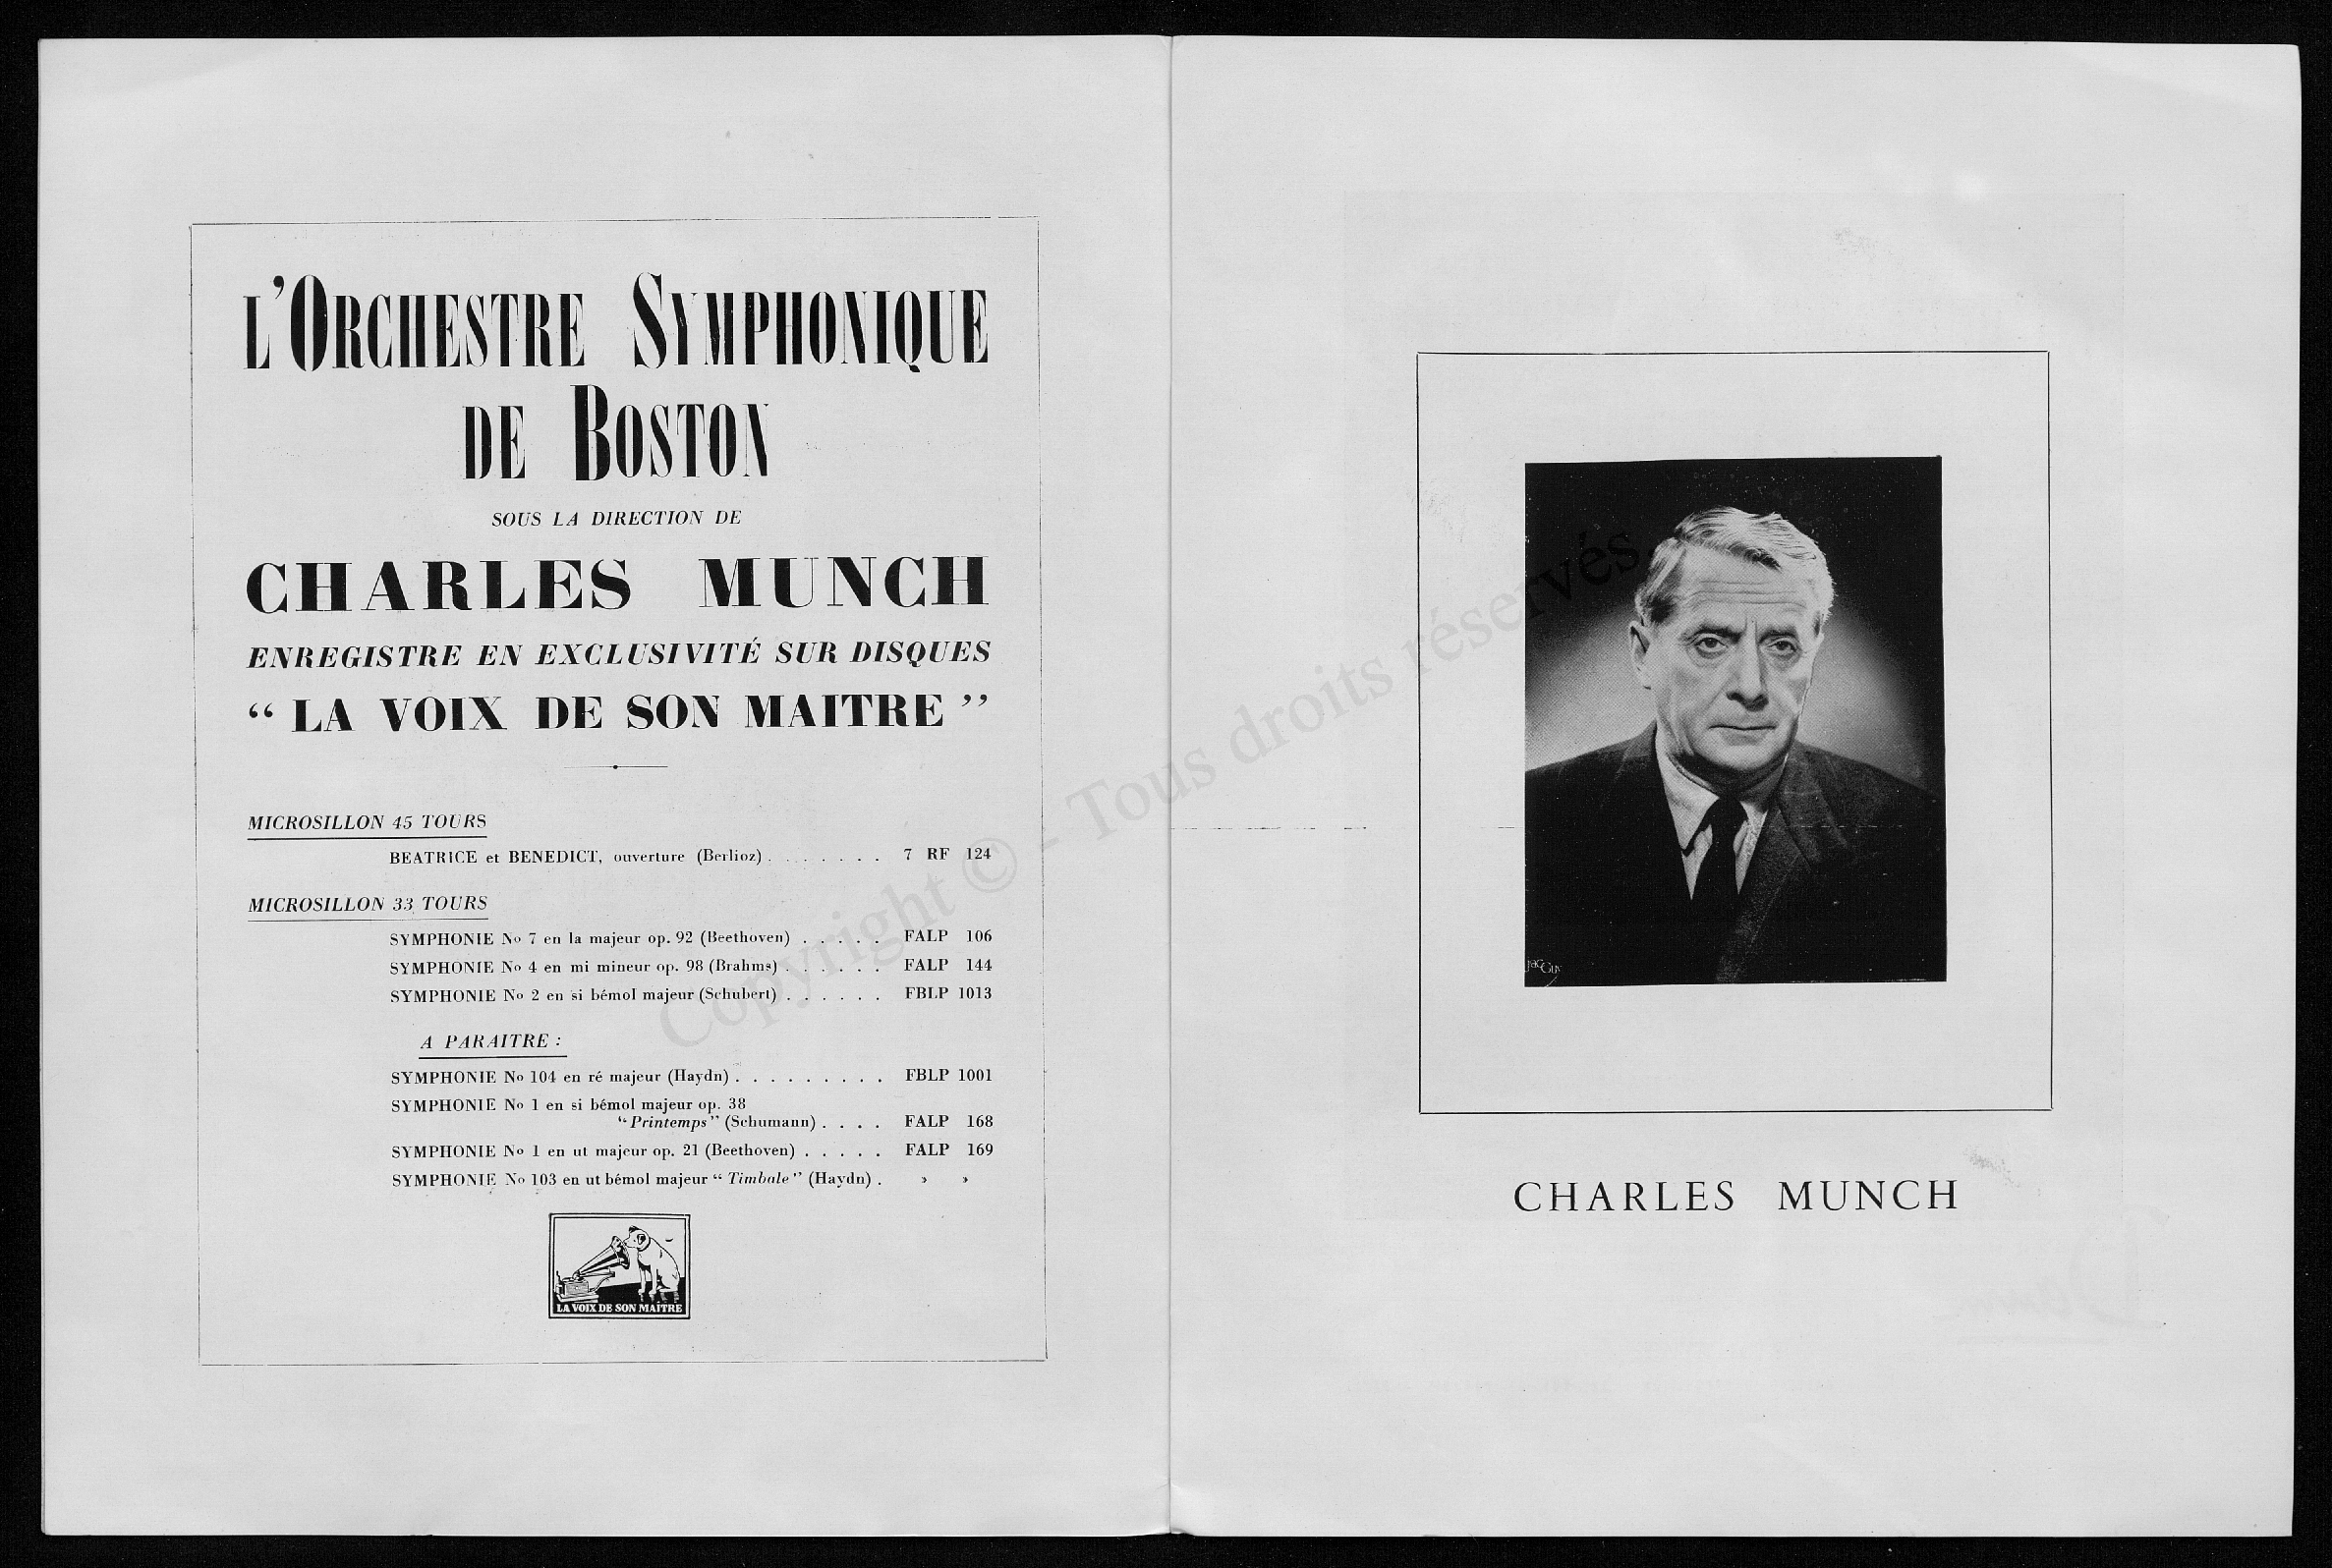 L'ORCHESTRE SYMPHONIQUE
DE BOSTON
SOUS LA DIRECTION DE
CHARLES MUNCH
ENREGISTRE EN EXCLUSIVITÉ SUR DISQUES
“ LA VOIX DE SON MAITRE ”
MICROSILLON 45 TOURS
BEATRICE et BENEDICT, ouverture (Berlioz) . . . . . . . 7 RF 124
MICROSILLON 33 TOURS
SYMPHONIE No 7 en la majeur op. 92 (Beethoven) . . . . . FALP 106
SYMPHONIE No 4 en mi mineur op. 98 (Brahms) . . . . . . FALP 144
SYMPHONIE No 2 en si bémol majeur (Schubert) . . . . . . FBLP 1013
A PARAITRE :
SYMPHONIE No 104 en ré majeur (Haydn) . . . . . . . . . FBLP 1001
SYMPHONIE No 1 en si bémol majeur op. 38
“ Printemps ” (Schumann) . . . . FALP 168
SYMPHONIE No 1 en ut majeur op. 21 (Beethoven) . . . . . FALP 169
SYMPHONIE No 103 en ut bémol majeur “ Timbale ” (Haydn) . » »
LA VOIX DE SON MAITRE
CHARLES MUNCH
Copyright © - Tous droits réservés